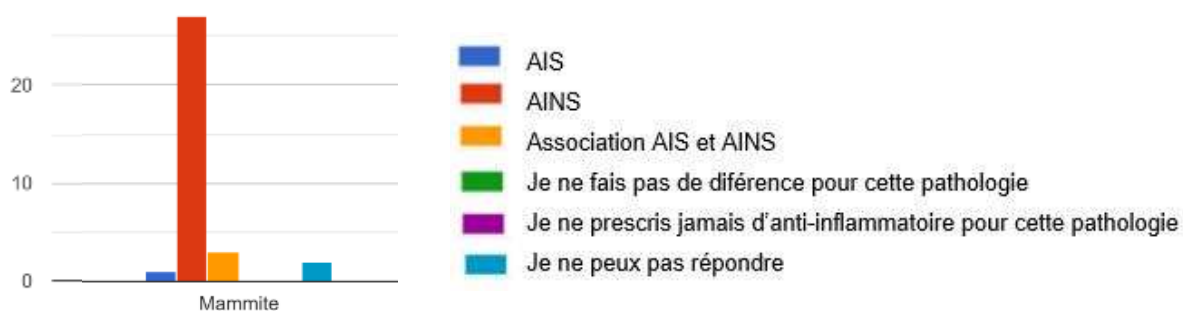 20
10
0
Mammite
AIS
AINS
Association AIS et AINS
Je ne fais pas de diférence pour cette pathologie
Je ne prescris jamais d'anti-inflammatoire pour cette pathologie
Je ne peux pas répondre